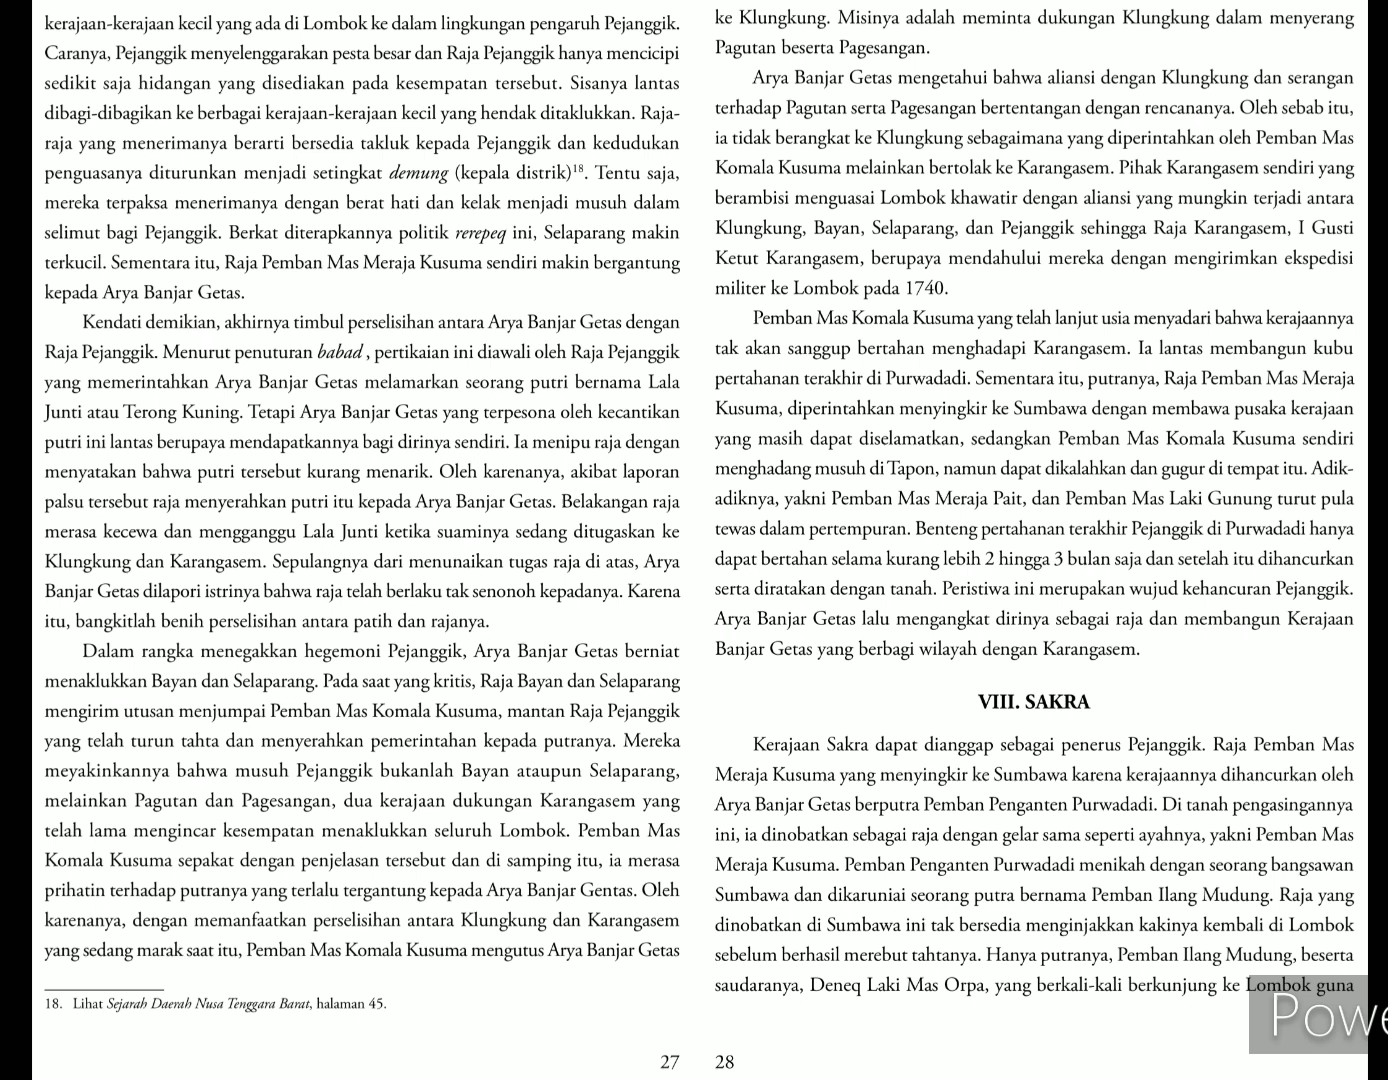 kerajaan-kerajaan kecil yang ada di Lombok ke dalam lingkungan pengaruh Pejanggik.
Caranya, Pejanggik menyelenggarakan pesta besar dan Raja Pejanggik hanya mencicipi
sedikit saja hidangan yang disediakan pada kesempatan tersebut. Sisanya lantas
dibagi-dibagikan ke berbagai kerajaan-kerajaan kecil yang hendak ditaklukkan. Raja-
raja yang menerimanya berarti bersedia takluk kepada Pejanggik dan kedudukan
penguasanya diturunkan menjadi setingkat demung (kepala distrik)¹⁸. Tentu saja,
mereka terpaksa menerimanya dengan berat hati dan kelak menjadi musuh dalam
selimut bagi Pejanggik. Berkat diterapkannya politik rerepeq ini, Selaparang makin
terkucil. Sementara itu, Raja Pemban Mas Meraja Kusuma sendiri makin bergantung
kepada Arya Banjar Getas.
Kendati demikian, akhirnya timbul perselisihan antara Arya Banjar Getas dengan
Raja Pejanggik. Menurut penuturan babad , pertikaian ini diawali oleh Raja Pejanggik
yang memerintahkan Arya Banjar Getas melamarkan seorang putri bernama Lala
Junti atau Terong Kuning. Tetapi Arya Banjar Getas yang terpesona oleh kecantikan
putri ini lantas berupaya mendapatkannya bagi dirinya sendiri. Ia menipu raja dengan
menyatakan bahwa putri tersebut kurang menarik. Oleh karenanya, akibat laporan
palsu tersebut raja menyerahkan putri itu kepada Arya Banjar Getas. Belakangan raja
merasa kecewa dan mengganggu Lala Junti ketika suaminya sedang ditugaskan ke
Klungkung dan Karangasem. Sepulangnya dari menunaikan tugas raja di atas, Arya
Banjar Getas dilapori istrinya bahwa raja telah berlaku tak senonoh kepadanya. Karena
itu, bangkitlah benih perselisihan antara patih dan rajanya.
Dalam rangka menegakkan hegemoni Pejanggik, Arya Banjar Getas berniat
menaklukkan Bayan dan Selaparang. Pada saat yang kritis, Raja Bayan dan Selaparang
mengirim utusan menjumpai Pemban Mas Komala Kusuma, mantan Raja Pejanggik
yang telah turun tahta dan menyerahkan pemerintahan kepada putranya. Mereka
meyakinkannya bahwa musuh Pejanggik bukanlah Bayan ataupun Selaparang,
melainkan Pagutan dan Pagesangan, dua kerajaan dukungan Karangasem yang
telah lama mengincar kesempatan menaklukkan seluruh Lombok. Pemban Mas
Komala Kusuma sepakat dengan penjelasan tersebut dan di samping itu, ia merasa
prihatin terhadap putranya yang terlalu tergantung kepada Arya Banjar Gentas. Oleh
karenanya, dengan memanfaatkan perselisihan antara Klungkung dan Karangasem
yang sedang marak saat itu, Pemban Mas Komala Kusuma mengutus Arya Banjar Getas
18. Lihat Sejarah Daerah Nusa Tenggara Barat, halaman 45.
27
ke Klungkung. Misinya adalah meminta dukungan Klungkung dalam menyerang
Pagutan beserta Pagesangan.
Arya Banjar Getas mengetahui bahwa aliansi dengan Klungkung dan serangan
terhadap Pagutan serta Pagesangan bertentangan dengan rencananya. Oleh sebab itu,
ia tidak berangkat ke Klungkung sebagaimana yang diperintahkan oleh Pemban Mas
Komala Kusuma melainkan bertolak ke Karangasem. Pihak Karangasem sendiri yang
berambisi menguasai Lombok khawatir dengan aliansi yang mungkin terjadi antara
Klungkung, Bayan, Selaparang, dan Pejanggik sehingga Raja Karangasem, I Gusti
Ketut Karangasem, berupaya mendahului mereka dengan mengirimkan ekspedisi
militer ke Lombok pada 1740.
Pemban Mas Komala Kusuma yang telah lanjut usia menyadari bahwa kerajaannya
tak akan sanggup bertahan menghadapi Karangasem. Ia lantas membangun kubu
pertahanan terakhir di Purwadadi. Sementara itu, putranya, Raja Pemban Mas Meraja
Kusuma, diperintahkan menyingkir ke Sumbawa dengan membawa pusaka kerajaan
yang masih dapat diselamatkan, sedangkan Pemban Mas Komala Kusuma sendiri
menghadang musuh di Tapon, namun dapat dikalahkan dan gugur di tempat itu. Adik-
adiknya, yakni Pemban Mas Meraja Pait, dan Pemban Mas Laki Gunung turut pula
tewas dalam pertempuran. Benteng pertahanan terakhir Pejanggik di Purwadadi hanya
dapat bertahan selama kurang lebih 2 hingga 3 bulan saja dan setelah itu dihancurkan
serta diratakan dengan tanah. Peristiwa ini merupakan wujud kehancuran Pejanggik.
Arya Banjar Getas lalu mengangkat dirinya sebagai raja dan membangun Kerajaan
Banjar Getas yang berbagi wilayah dengan Karangasem.
VIII. SAKRA
Kerajaan Sakra dapat dianggap sebagai penerus Pejanggik. Raja Pemban Mas
Meraja Kusuma yang menyingkir ke Sumbawa karena kerajaannya dihancurkan oleh
Arya Banjar Getas berputra Pemban Penganten Purwadadi. Di tanah pengasingannya
ini, ia dinobatkan sebagai raja dengan gelar sama seperti ayahnya, yakni Pemban Mas
Meraja Kusuma. Pemban Penganten Purwadadi menikah dengan seorang bangsawan
Sumbawa dan dikaruniai seorang putra bernama Pemban Ilang Mudung. Raja yang
dinobatkan di Sumbawa ini tak bersedia menginjakkan kakinya kembali di Lombok
sebelum berhasil merebut tahtanya. Hanya putranya, Pemban Ilang Mudung, beserta
saudaranya, Deneq Laki Mas Orpa, yang berkali-kali berkunjung ke Lombok guna
28
Powe